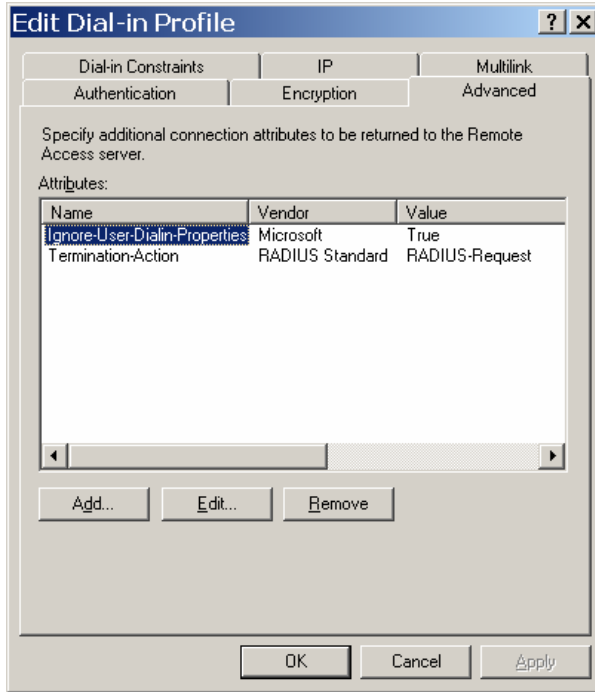 Edit Dial-in Profile
Dial-in Constraints IP Multilink
Authentication Encryption Advanced
Specify additional connection attributes to be returned to the Remote
Access server.
Attributes:
Name Vendor Value
Ignore-User-Dialin-Properties Microsoft True
Termination-Action RADIUS Standard RADIUS-Request
Add... Edit... Remove
OK Cancel Apply